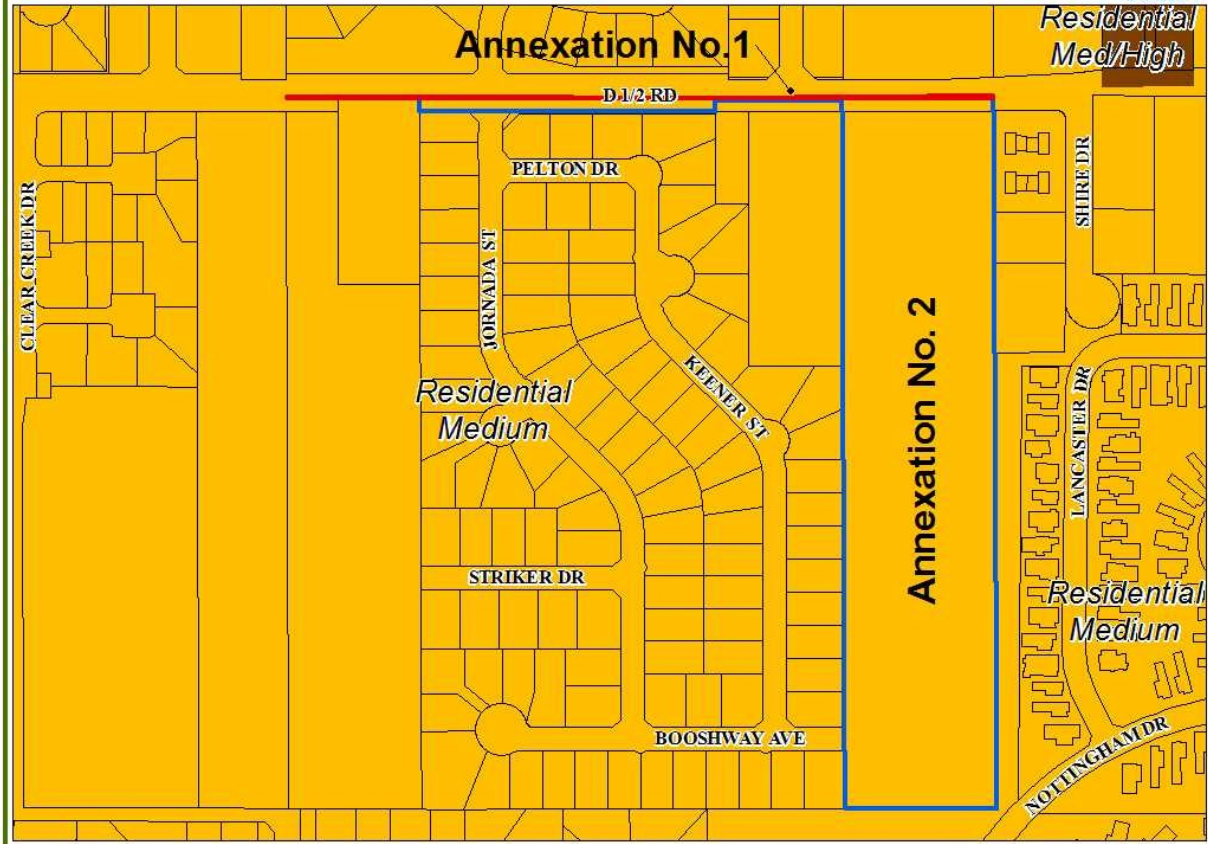 Annexation No.1
Residential
Med/High
D 1/2 RD
PELTON DR
CLEAR CREEK DR
JORNADA ST
SHIRE DR
KEENER ST
Residential
Medium
Annexation No. 2
LANCASTER DR
STRIKER DR
Residential
Medium
BOOSHWAY AVE
NOTTINGHAM DR